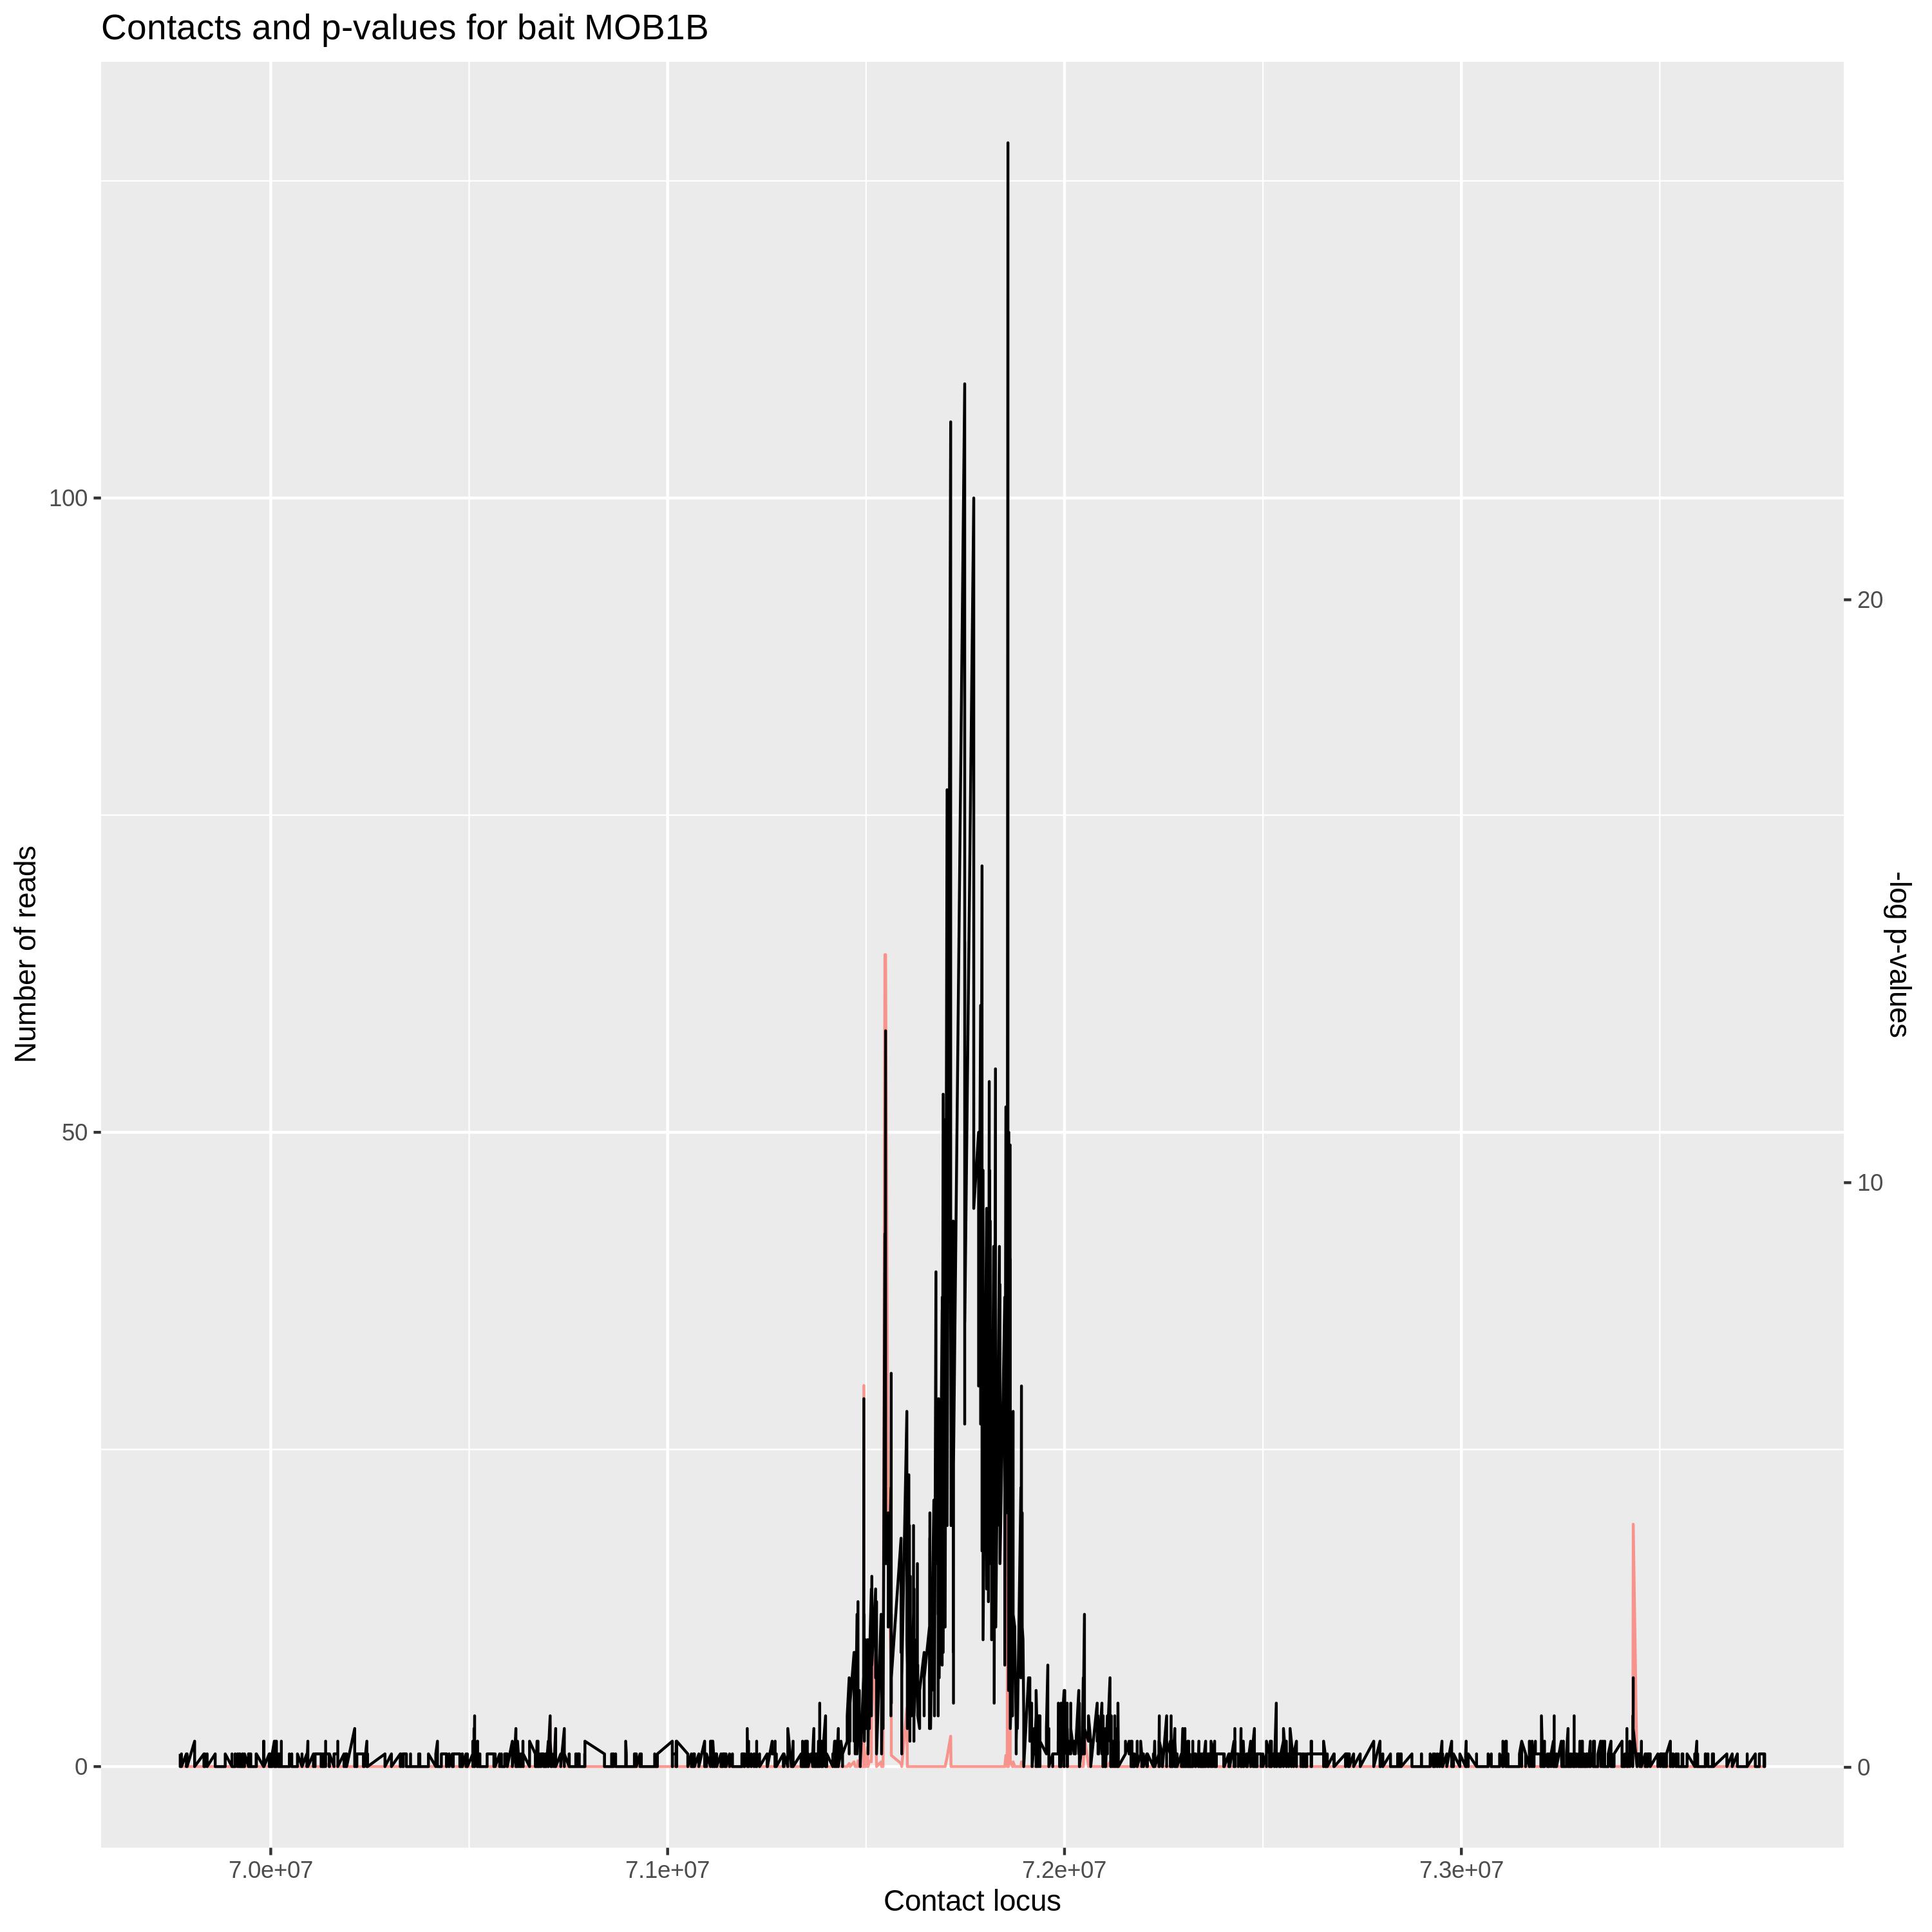 Contacts and p-values for bait MOB1B
Number of reads
100
50
0
20
10
0
-log p-values
7.0e+07 7.1e+07 7.2e+07 7.3e+07
Contact locus